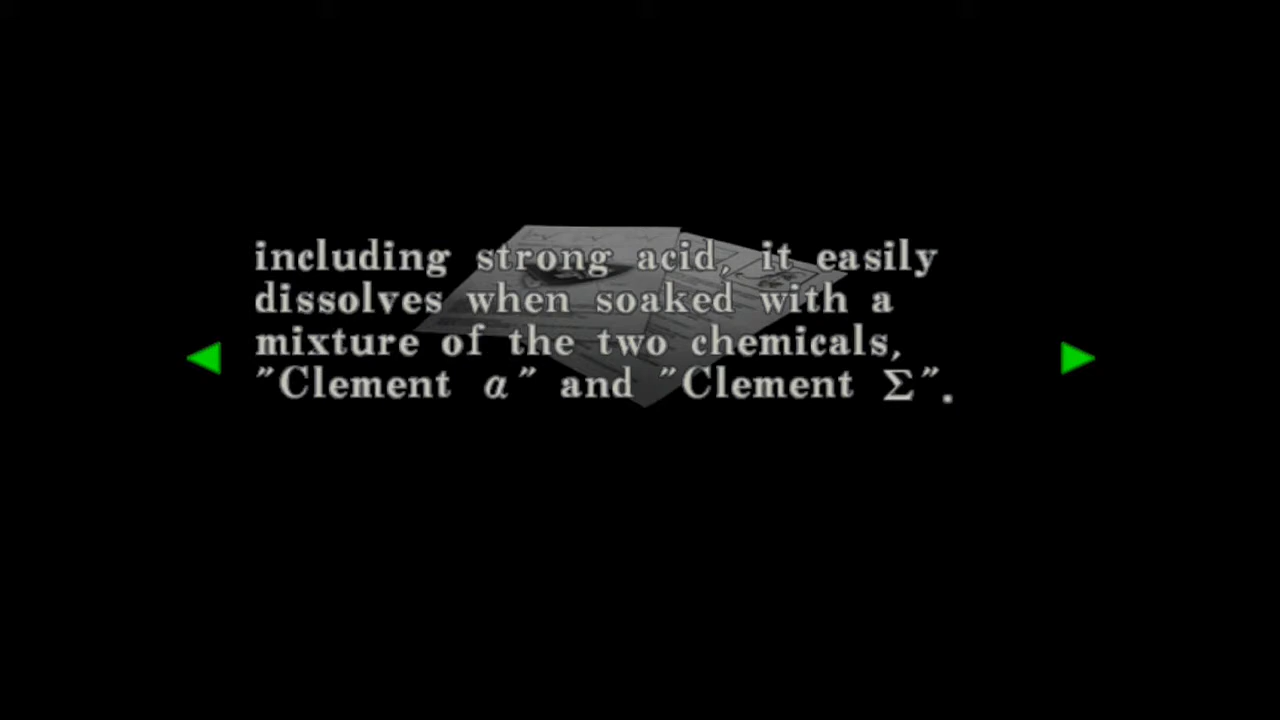 including strong acid, it easily
dissolves when soaked with a
mixture of the two chemicals,
"Clement α" and "Clement Σ".